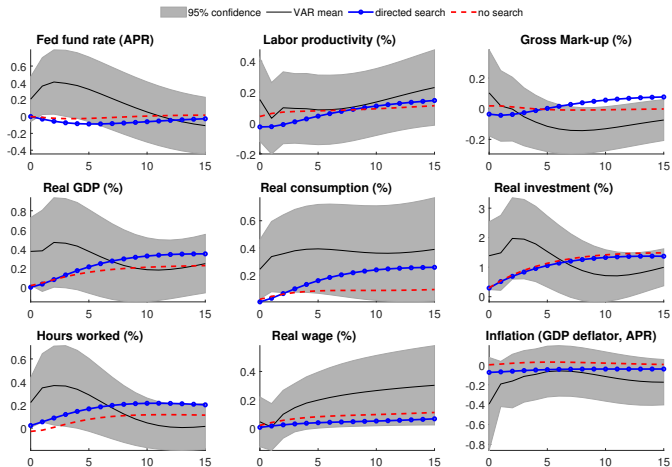 95% confidence VAR mean directed search no search
Fed fund rate (APR) Labor productivity (%) Gross Mark-up (%)
0.6 0.4 0.2
0.4 0.2 0
0.2 0 -0.2
0 -0.2
-0.2
-0.4
0 5 10 15 0 5 10 15 0 5 10 15
Real GDP (%) Real consumption (%) Real investment (%)
0.8 0.6 3
0.6 0.4 2
0.4 0.2 1
0.2 0 0
0
0 5 10 15 0 5 10 15 0 5 10 15
Hours worked (%) Real wage (%) Inflation (GDP deflator, APR)
0.6 0.4 0
0.4 0.2 -0.2
0.2 0 -0.4
0 -0.6
-0.8
0 5 10 15 0 5 10 15 0 5 10 15